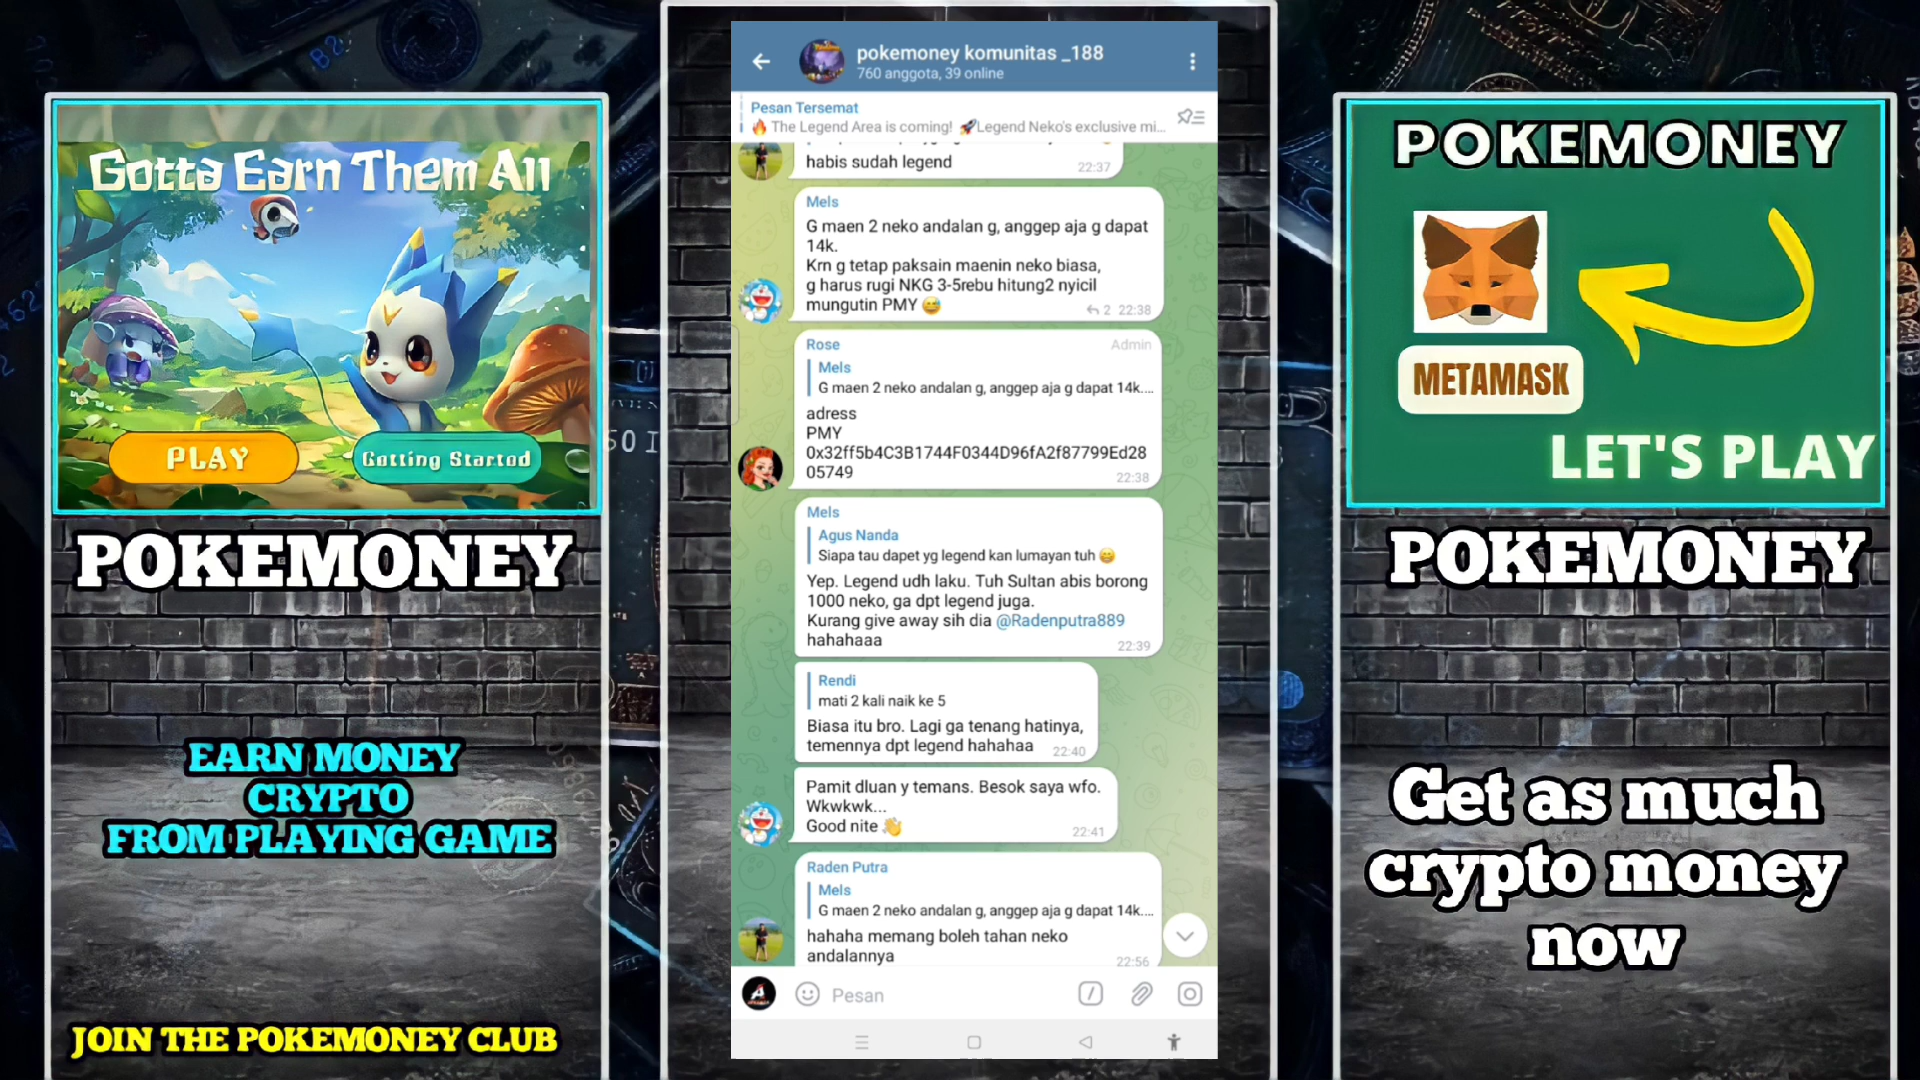 Gotta Earn Them All
PLAY
Getting Started
POKEMONEY
EARN MONEY
CRYPTO
FROM PLAYING GAME
JOIN THE POKEMONEY CLUB
pokemoney komunitas _188
760 anggota, 39 online
Pesan Tersemat
🔥 The Legend Area is coming! 🚀Legend Neko's exclusive mi...
habis sudah legend
22:37
Mels
G maen 2 neko andalan g, anggep aja g dapat
14k.
Krn g tetap paksain maenin neko biasa,
g harus rugi NKG 3-5rebu hitung2 nyicil
mungutin PMY 😅
2 22:38
Rose Admin
Mels
G maen 2 neko andalan g, anggep aja g dapat 14k....
adress
PMY
0x32ff5b4C3B1744F0344D96fA2f87799Ed28
05749
22:38
Mels
Agus Nanda
Siapa tau dapet yg legend kan lumayan tuh 😄
Yep. Legend udh laku. Tuh Sultan abis borong
1000 neko, ga dpt legend juga.
Kurang give away sih dia @Radenputra889
hahahaaa
22:39
Rendi
mati 2 kali naik ke 5
Biasa itu bro. Lagi ga tenang hatinya,
temennya dpt legend hahahaa 22:40
Pamit dluan y temans. Besok saya wfo.
Wkwkwk...
Good nite 👋 22:41
Raden Putra
Mels
G maen 2 neko andalan g, anggep aja g dapat 14k....
hahaha memang boleh tahan neko
andalannya
22:56
Pesan
POKEMONEY
METAMASK
LET'S PLAY
POKEMONEY
Get as much
crypto money
now